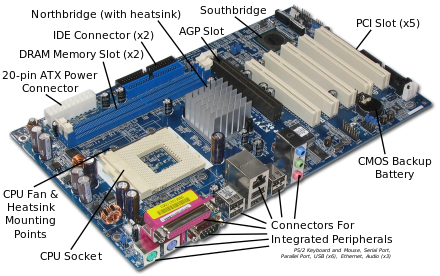 Northbridge (with heatsink)
Southbridge
IDE Connector (x2)
AGP Slot
PCI Slot (x5)
DRAM Memory Slot (x2)
20-pin ATX Power
Connector
CMOS Backup
Battery
CPU Fan &
Heatsink
Mounting
Points
CPU Socket
Connectors For
Integrated Peripherals
PS/2 Keyboard and Mouse, Serial Port,
Parallel Port, USB (x6), Ethernet, Audio (x3)